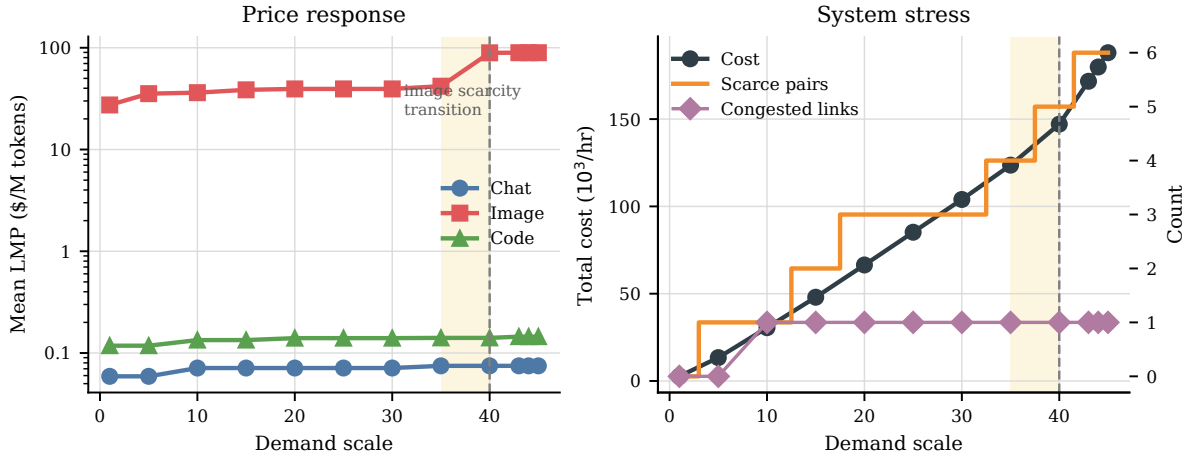 Price response
Mean LMP ($/M tokens)
100
10
1
0.1
Image scarcity
transition
Chat
Image
Code
0
10
20
30
40
Demand scale
System stress
Total cost (10³/hr)
150
100
50
0
Cost
Scarce pairs
Congested links
6
5
4
3
2
1
0
Count
0
10
20
30
40
Demand scale